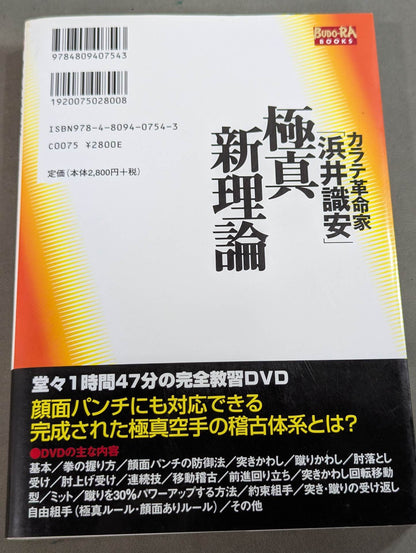 9784809407543
1920075028008
ISBN978-4-8094-0754-3
C0075 ¥2800E
定価(本体2,800円+税)
BUDO-RA
BOOKS
カラテ革命家
「浜井識安」
極真
新理論
堂々1時間47分の完全教習DVD
顔面パンチにも対応できる
完成された極真空手の稽古体系とは?
●DVDの主な内容
基本/拳の握り方/顔面パンチの防御法/突きかわし/蹴りかわし/肘落とし
受け/肘上げ受け/連続技/移動稽古/前進回り立ち/突きかわし回転移動
型/ミット/蹴りを30%パワーアップする方法/約束組手/突き・蹴りの受け返し
自由組手(極真ルール・顔面ありルール)/その他